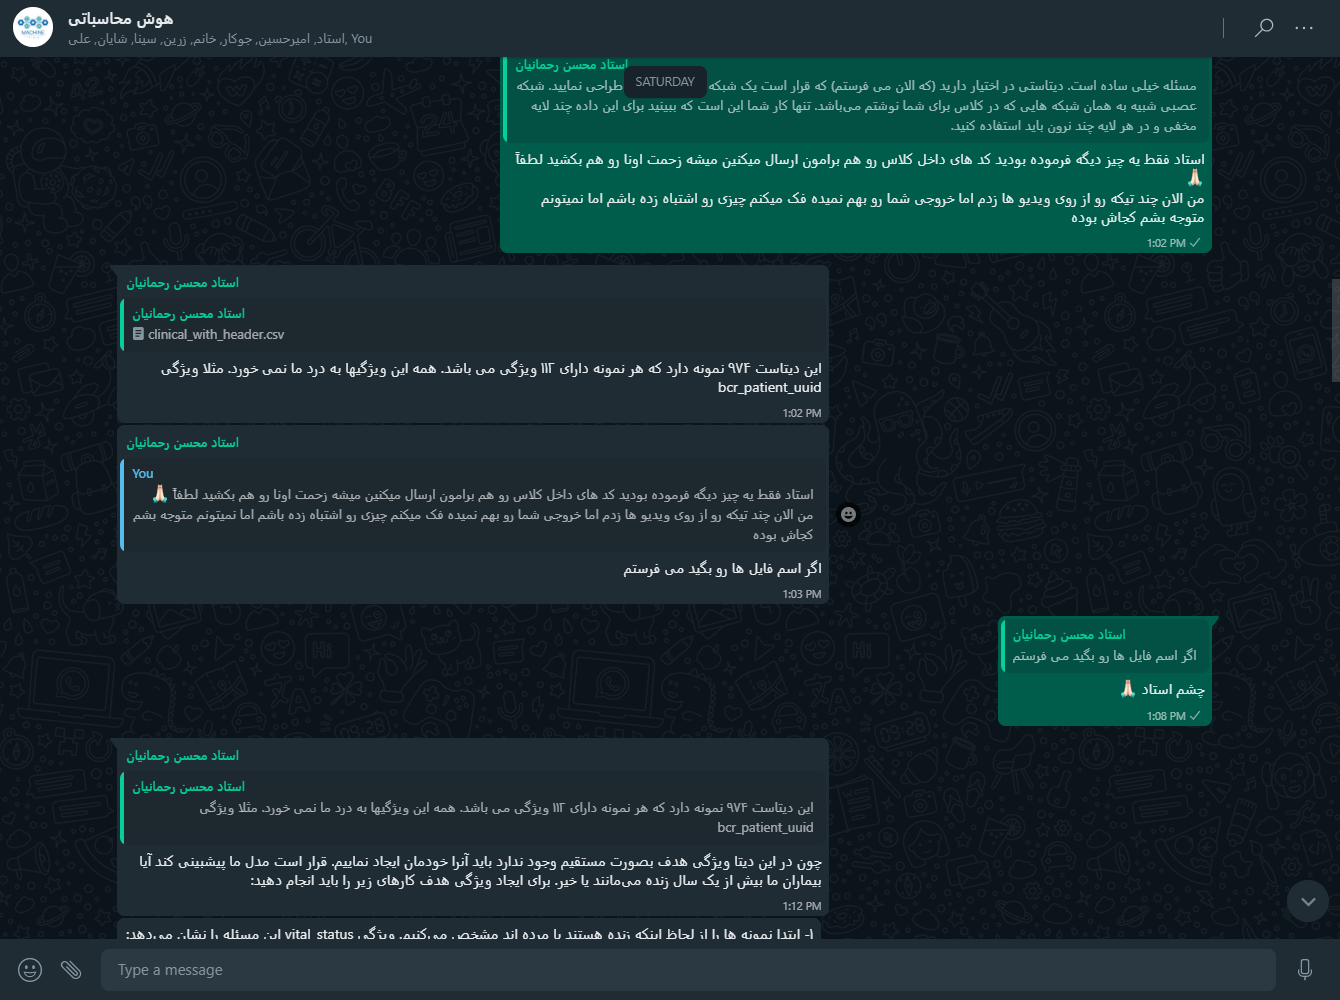 هوش محاسباتی
استاد, امیرحسین, جوکار, خانم, زرین, سینا, شایان, علی, You
MACHINE
استاد محسن رحمانیان
SATURDAY
مسئله خیلی ساده است. دیتاستی در اختیار دارید (که الان می فرستم) که قرار است یک شبکه طراحی نمایید. شبکه
عصبی شبیه به همان شبکه هایی که در کلاس برای شما نوشتم می‌باشد. تنها کار شما این است که ببینید برای این داده چند لایه
مخفی و در هر لایه چند نرون باید استفاده کنید.
استاد فقط یه چیز دیگه فرموده بودید کد های داخل کلاس رو هم برامون ارسال میکنین میشه زحمت اونا رو هم بکشید لطفاً
🙏🏻
من الان چند تیکه رو از روی ویدیو ها زدم اما خروجی شما رو بهم نمیده فک میکنم چیزی رو اشتباه زده باشم اما نمیتونم
متوجه بشم کجاش بوده
1:02 PM
استاد محسن رحمانیان
استاد محسن رحمانیان
clinical_with_header.csv
این دیتاست ۹۷۴ نمونه دارد که هر نمونه دارای ۱۱۲ ویژگی می باشد. همه این ویژگیها به درد ما نمی خورد. مثلا ویژگی
bcr_patient_uuid
1:02 PM
استاد محسن رحمانیان
You
استاد فقط یه چیز دیگه فرموده بودید کد های داخل کلاس رو هم برامون ارسال میکنین میشه زحمت اونا رو هم بکشید لطفاً 🙏🏻
من الان چند تیکه رو از روی ویدیو ها زدم اما خروجی شما رو بهم نمیده فک میکنم چیزی رو اشتباه زده باشم اما نمیتونم متوجه بشم
کجاش بوده
اگر اسم فایل ها رو بگید می فرستم
1:03 PM
استاد محسن رحمانیان
اگر اسم فایل ها رو بگید می فرستم
چشم استاد 🙏🏻
1:08 PM
استاد محسن رحمانیان
استاد محسن رحمانیان
این دیتاست ۹۷۴ نمونه دارد که هر نمونه دارای ۱۱۲ ویژگی می باشد. همه این ویژگیها به درد ما نمی خورد. مثلا ویژگی
bcr_patient_uuid
چون در این دیتا ویژگی هدف بصورت مستقیم وجود ندارد باید آنرا خودمان ایجاد نماییم. قرار است مدل ما پیشبینی کند آیا
بیماران ما بیش از یک سال زنده می‌مانند یا خیر. برای ایجاد ویژگی هدف کارهای زیر را باید انجام دهید:
1:12 PM
۱- ابتدا نمونه ها را از لحاظ اینکه زنده هستند یا مرده اند مشخص می‌کنیم. ویژگی vital_status این مسئله را نشان می‌دهد:
Type a message